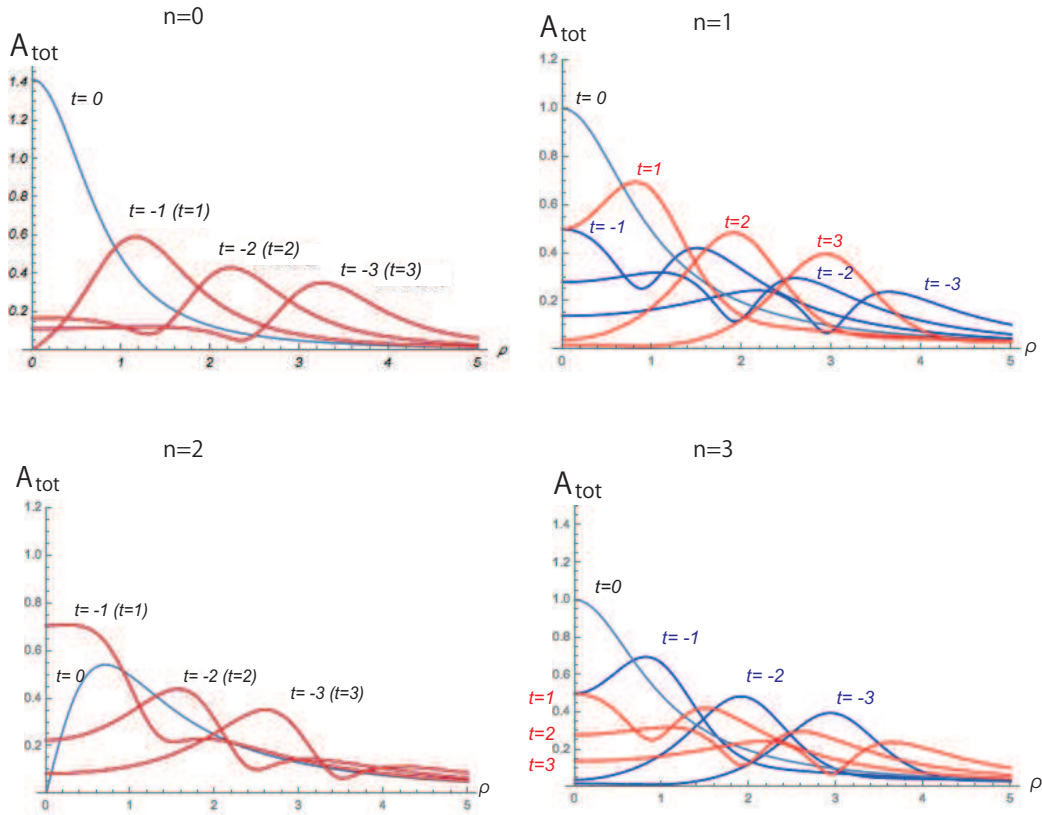 n=0
A tot
1.4
1.2
1.0
0.8
0.6
0.4
0.2
0
1
2
3
4
5
ρ
t= 0
t= -1 (t=1)
t= -2 (t=2)
t= -3 (t=3)
n=1
A tot
1.2
1.0
0.8
0.6
0.4
0.2
0
1
2
3
4
5
ρ
t= 0
t=1
t= -1
t=2
t=3
t= -2
t= -3
n=2
A tot
1.2
1.0
0.8
0.6
0.4
0.2
0
1
2
3
4
5
ρ
t= -1 (t=1)
t= 0
t= -2 (t=2)
t= -3 (t=3)
n=3
A tot
1.4
1.2
1.0
0.8
0.6
0.4
0.2
0
1
2
3
4
5
ρ
t=0
t= -1
t= -2
t= -3
t=1
t=2
t=3